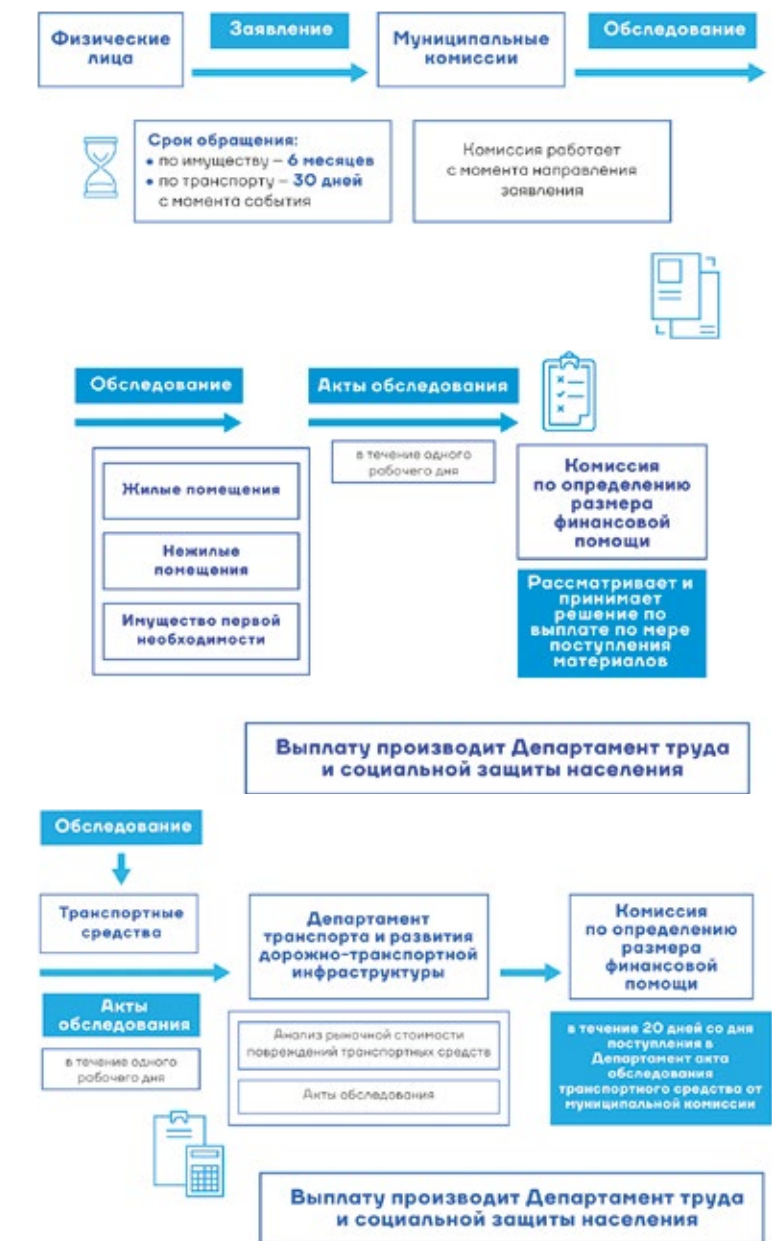 Физические
лица
Заявление
Муниципальные
комиссии
Обследование
Срок обращения:
• по имуществу – 6 месяцев
• по транспорту – 30 дней
с момента события
Комиссия работает
с момента направления
заявления
Обследование
Жилые помещения
Нежилые
помещения
Имущество первой
необходимости
Акты обследования
в течение одного
рабочего дня
Комиссия
по определению
размера
финансовой
помощи
Рассматривает и
принимает
решение по
выплате по мере
поступления
материалов
Выплату производит Департамент труда
и социальной защиты населения
Обследование
Транспортные
средства
Акты
обследования
в течение одного
рабочего дня
Департамент
транспорта и развития
дорожно-транспортной
инфраструктуры
Анализ рыночной стоимости
повреждений транспортных средств
Акты обследования
Комиссия
по определению
размера
финансовой
помощи
в течение 20 дней со дня
поступления в
Департамент акта
обследования
транспортного средства от
муниципальной комиссии
Выплату производит Департамент труда
и социальной защиты населения